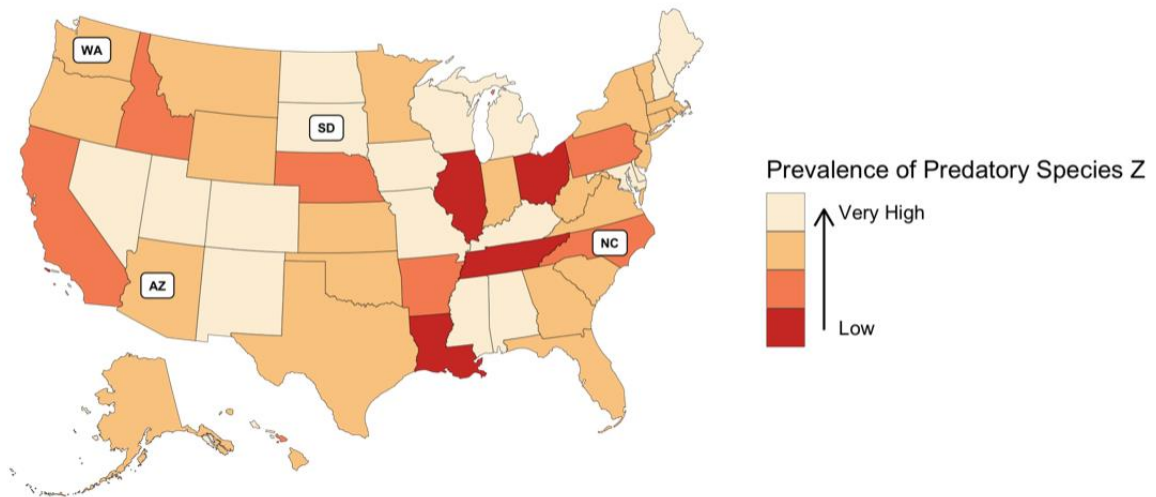 WA
SD
NC
AZ
Prevalence of Predatory Species Z
Very High
Low